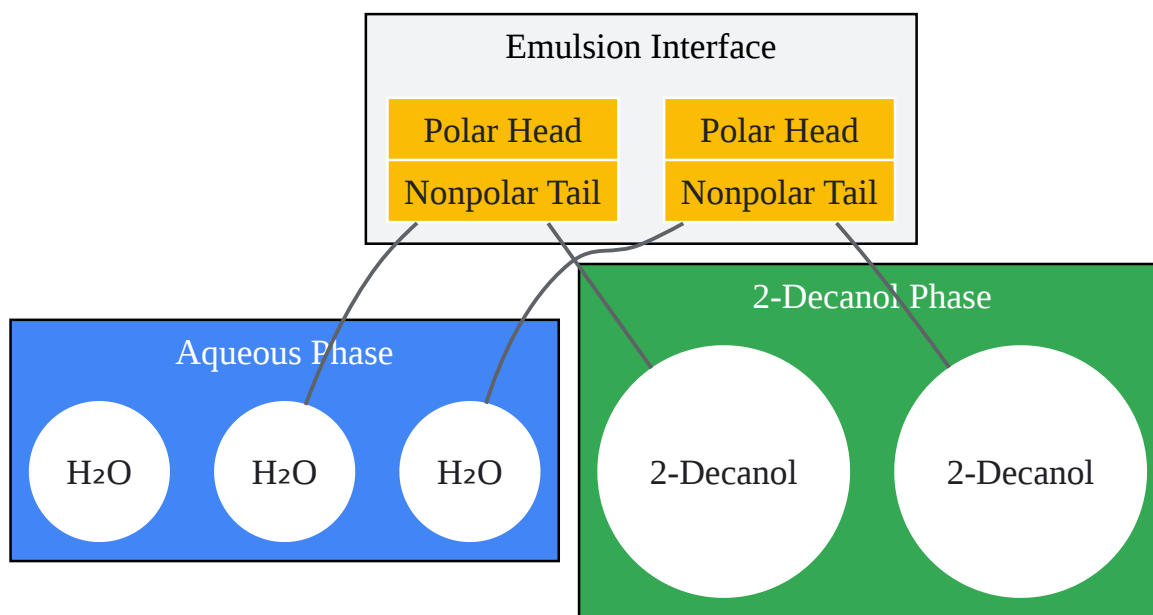 Emulsion Interface
Polar Head
Polar Head
Nonpolar Tail
Nonpolar Tail
2-Decanol Phase
Aqueous Phase
H₂O
H₂O
H₂O
2-Decanol
2-Decanol